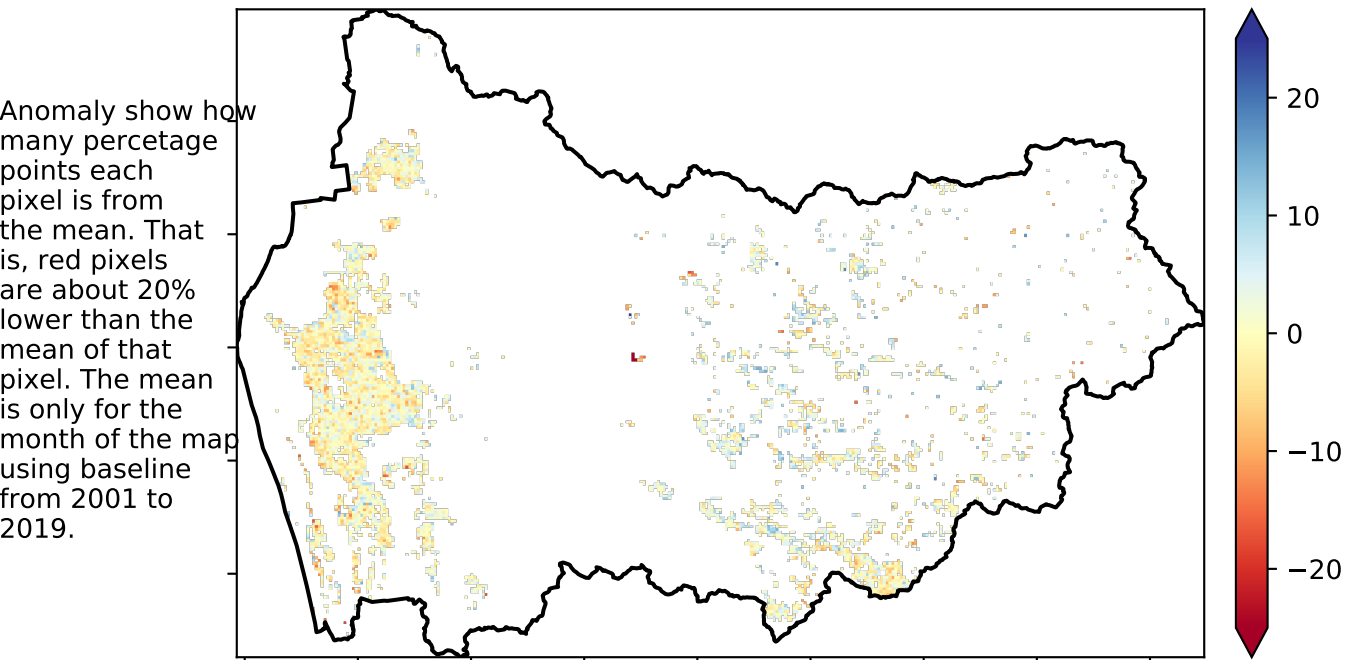 Anomaly show how
many percetage
points each
pixel is from
the mean. That
is, red pixels
are about 20%
lower than the
mean of that
pixel. The mean
is only for the
month of the map
using baseline
from 2001 to
2019.
20
10
0
−10
−20